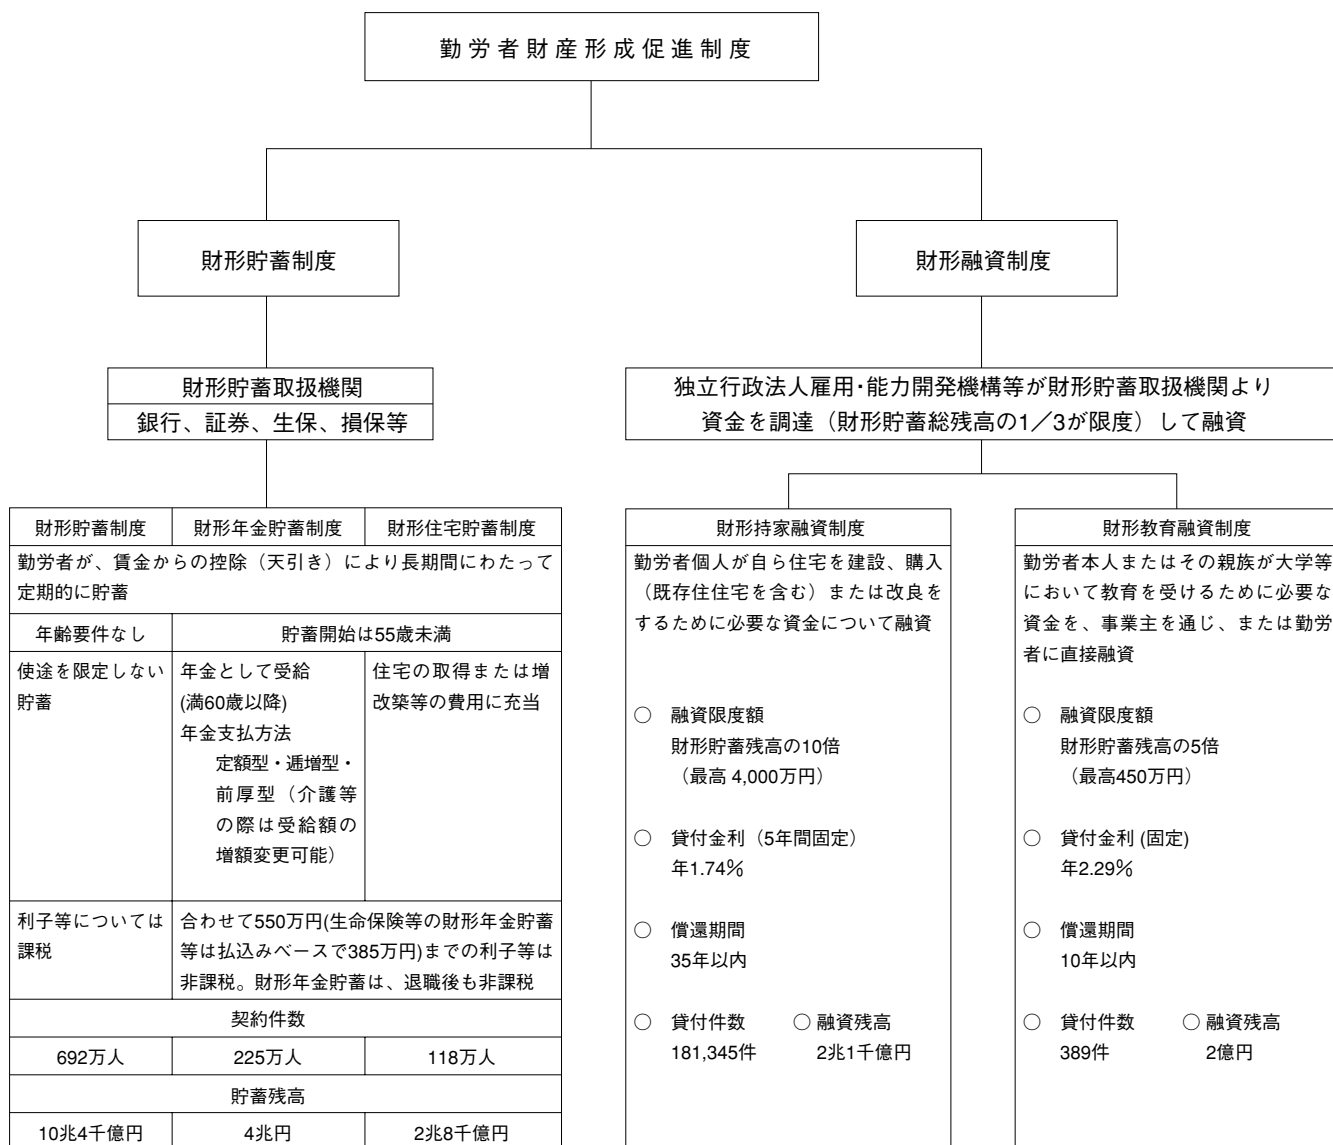 勤労者財産形成促進制度
財形貯蓄制度
財形融資制度
財形貯蓄取扱機関
銀行、証券、生保、損保等
独立行政法人雇用・能力開発機構等が財形貯蓄取扱機関より
資金を調達（財形貯蓄総残高の1／3が限度）して融資
財形貯蓄制度
財形年金貯蓄制度
財形住宅貯蓄制度
勤労者が、賃金からの控除（天引き）により長期間にわたって
定期的に貯蓄
年齢要件なし
貯蓄開始は55歳未満
使途を限定しない
貯蓄
年金として受給
(満60歳以降)
年金支払方法
定額型・逓増型・
前厚型（介護等
の際は受給額の
増額変更可能）
住宅の取得または増
改築等の費用に充当
利子等については
課税
合わせて550万円(生命保険等の財形年金貯蓄
等は払込みベースで385万円)までの利子等は
非課税。財形年金貯蓄は、退職後も非課税
契約件数
692万人
225万人
118万人
貯蓄残高
10兆4千億円
4兆円
2兆8千億円
財形持家融資制度
勤労者個人が自ら住宅を建設、購入
（既存住住宅を含む）または改良を
するために必要な資金について融資
○ 融資限度額
財形貯蓄残高の10倍
（最高 4,000万円）
○ 貸付金利（5年間固定）
年1.74％
○ 償還期間
35年以内
○ 貸付件数 ○ 融資残高
181,345件 2兆1千億円
財形教育融資制度
勤労者本人またはその親族が大学等
において教育を受けるために必要な
資金を、事業主を通じ、または勤労
者に直接融資
○ 融資限度額
財形貯蓄残高の5倍
（最高450万円）
○ 貸付金利 (固定)
年2.29％
○ 償還期間
10年以内
○ 貸付件数 ○ 融資残高
389件 2億円